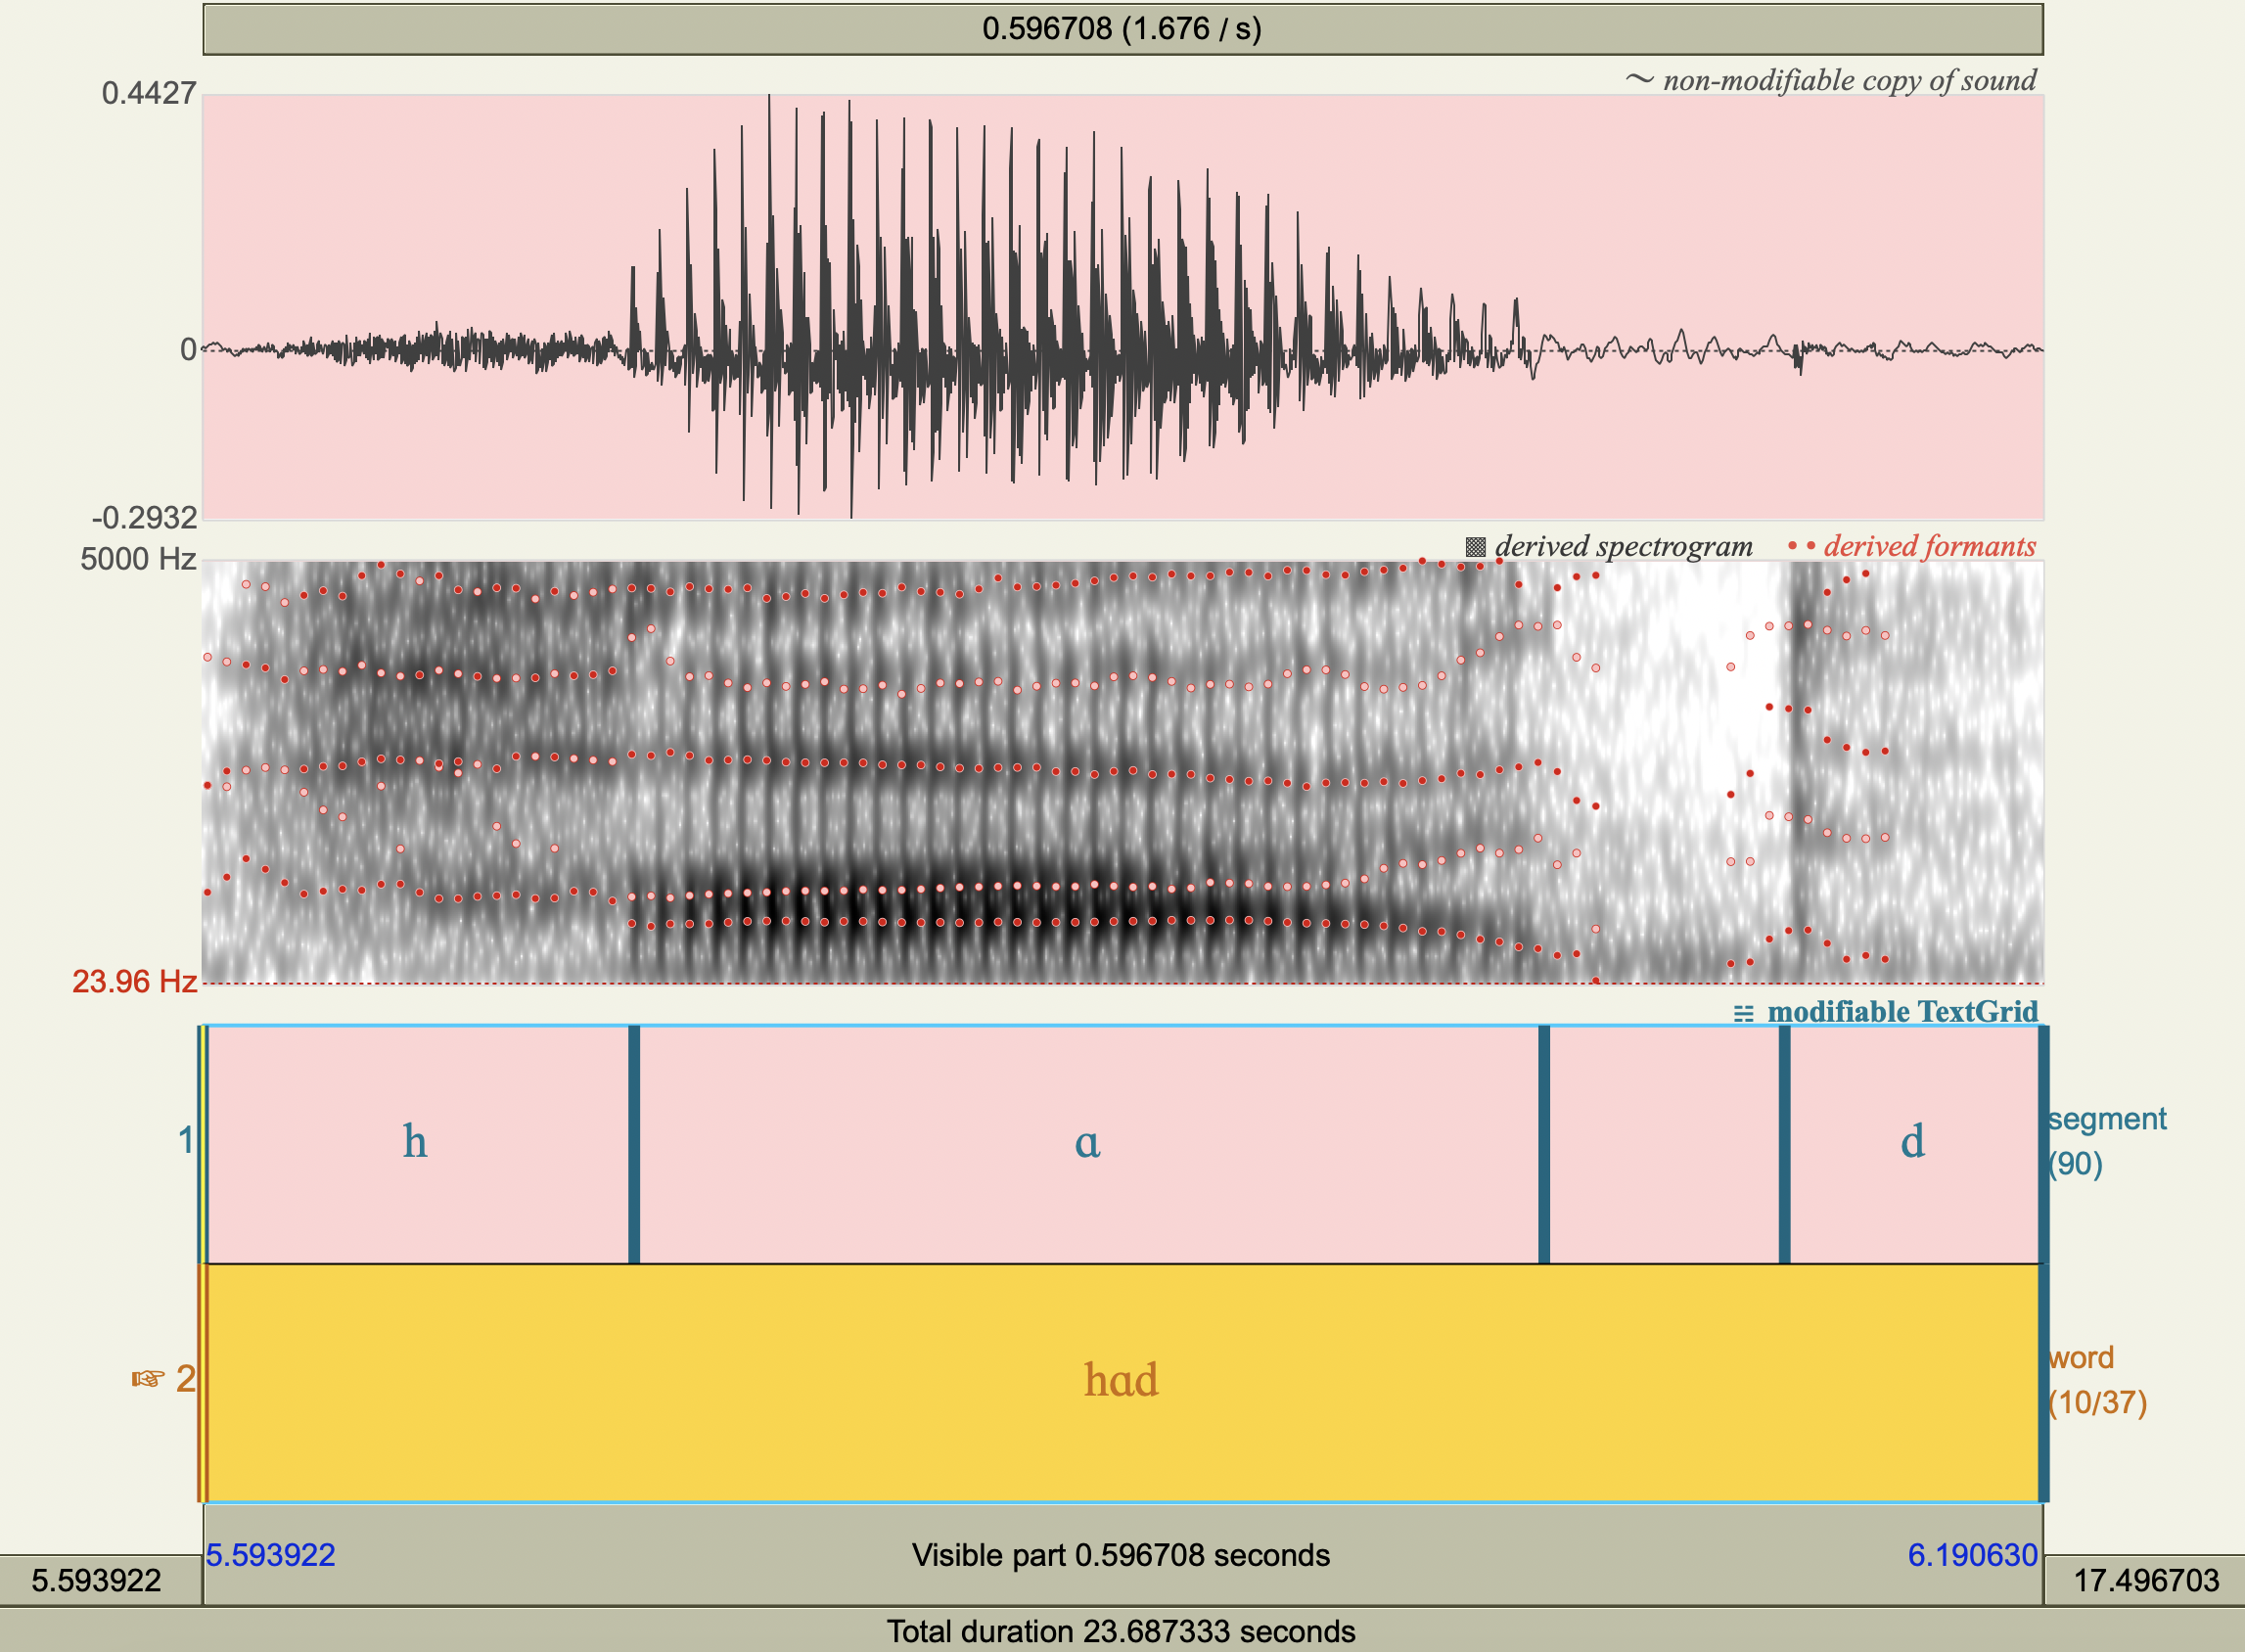 0.596708 (1.676 / s)
0.4427
~ non-modifiable copy of sound
0
-0.2932
5000 Hz
derived spectrogram
derived formants
23.96 Hz
modifiable TextGrid
1
h
ɑ
d
segment
(90)
☞ 2
hɑd
word
(10/37)
5.593922
Visible part 0.596708 seconds
6.190630
5.593922
17.496703
Total duration 23.687333 seconds